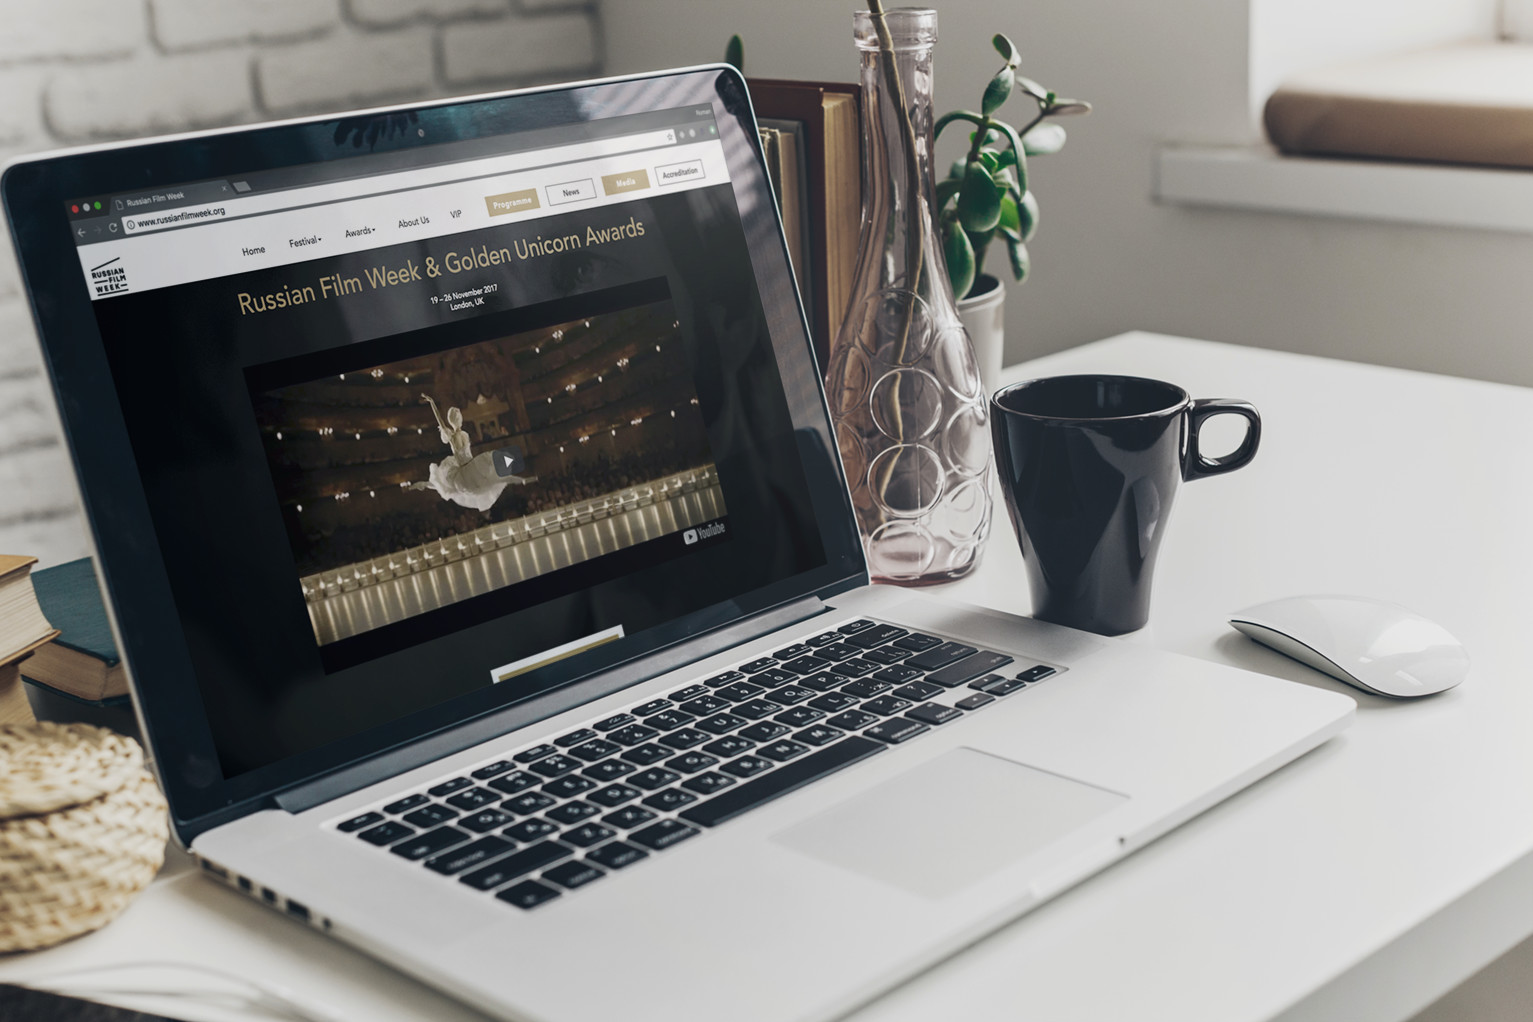 Russian Film Week
www.russianfilmweek.org
RUSSIAN
FILM
WEEK
Home
Festival
Awards
About Us
VIP
Programme
News
Media
Accreditation
Russian Film Week & Golden Unicorn Awards
19 – 26 November 2017
London, UK
YouTube